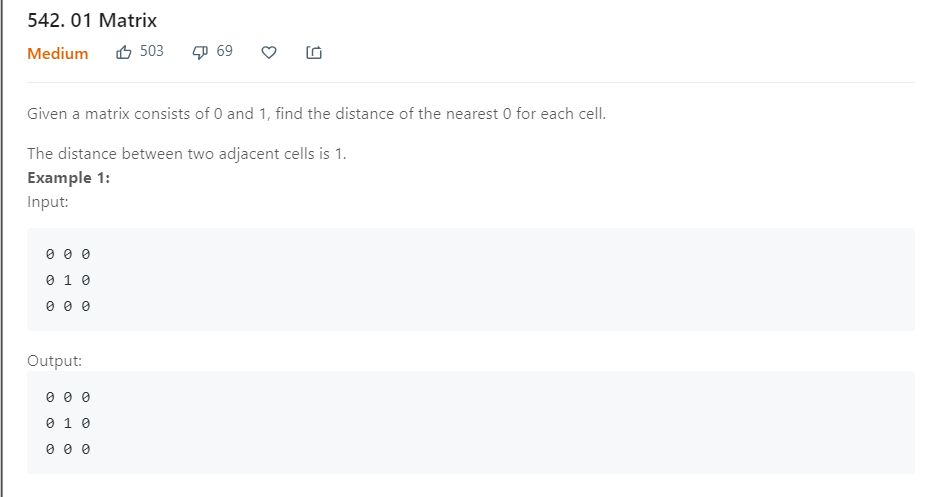 542. 01 Matrix
Medium 503 69
Given a matrix consists of 0 and 1, find the distance of the nearest 0 for each cell.
The distance between two adjacent cells is 1.
Example 1:
Input:
0 0 0
0 1 0
0 0 0
Output:
0 0 0
0 1 0
0 0 0